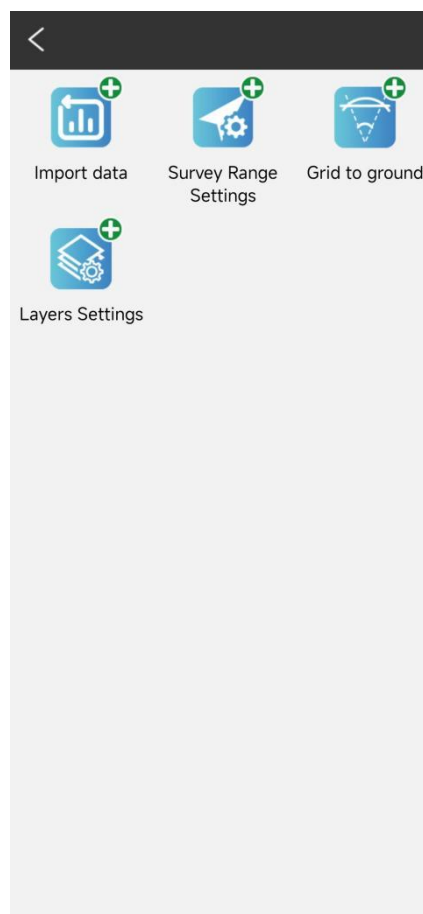 Import data
Survey Range
Settings
Grid to ground
Layers Settings